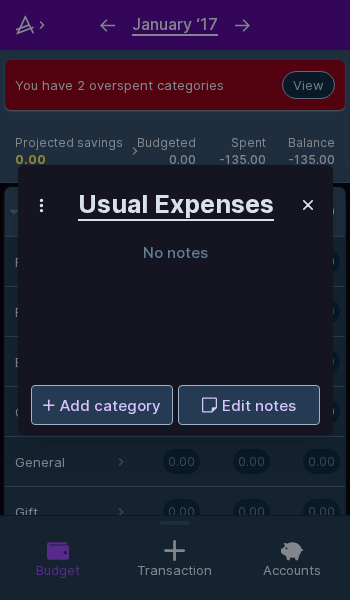 January ‘17
You have 2 overspent categories
View
Projected savings
Budgeted
Spent
Balance
0.00
0.00
-135.00
-135.00
Usual Expenses
No notes
+ Add category
Edit notes
General
0.00
0.00
0.00
Gift
0.00
0.00
0.00
Budget
Transaction
Accounts